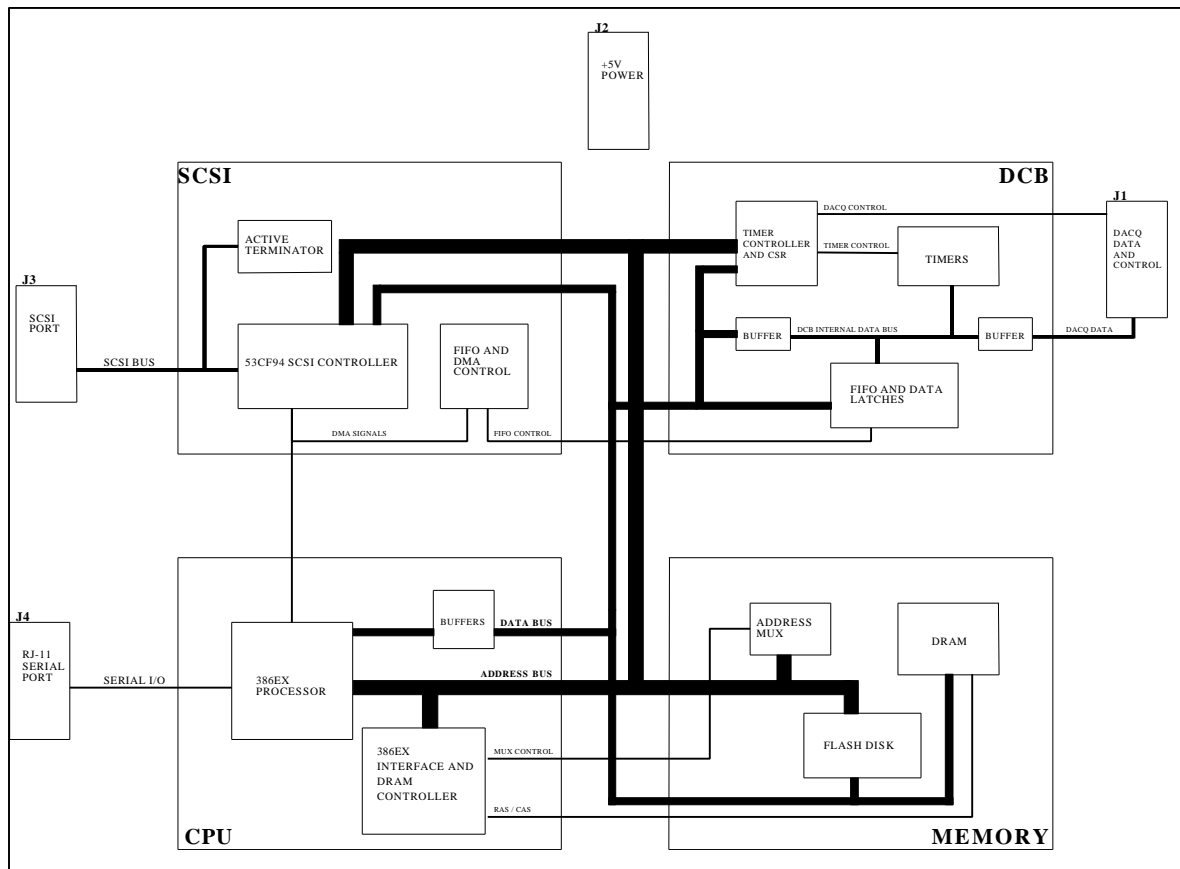 J2
+5V
POWER
SCSI
DCB
J1
DACQ
DATA
AND
CONTROL
DACQ CONTROL
TIMER
CONTROLLER
AND CSR
TIMER CONTROL
TIMERS
ACTIVE
TERMINATOR
J3
SCSI
PORT
SCSI BUS
53CF94 SCSI CONTROLLER
FIFO AND
DMA
CONTROL
BUFFER
DCB INTERNAL DATA BUS
BUFFER
DACQ DATA
FIFO AND DATA
LATCHES
DMA SIGNALS
FIFO CONTROL
J4
RJ-11
SERIAL
PORT
SERIAL I/O
386EX
PROCESSOR
BUFFERS
DATA BUS
ADDRESS BUS
ADDRESS
MUX
DRAM
386EX
INTERFACE AND
DRAM
CONTROLLER
MUX CONTROL
FLASH DISK
RAS / CAS
CPU
MEMORY